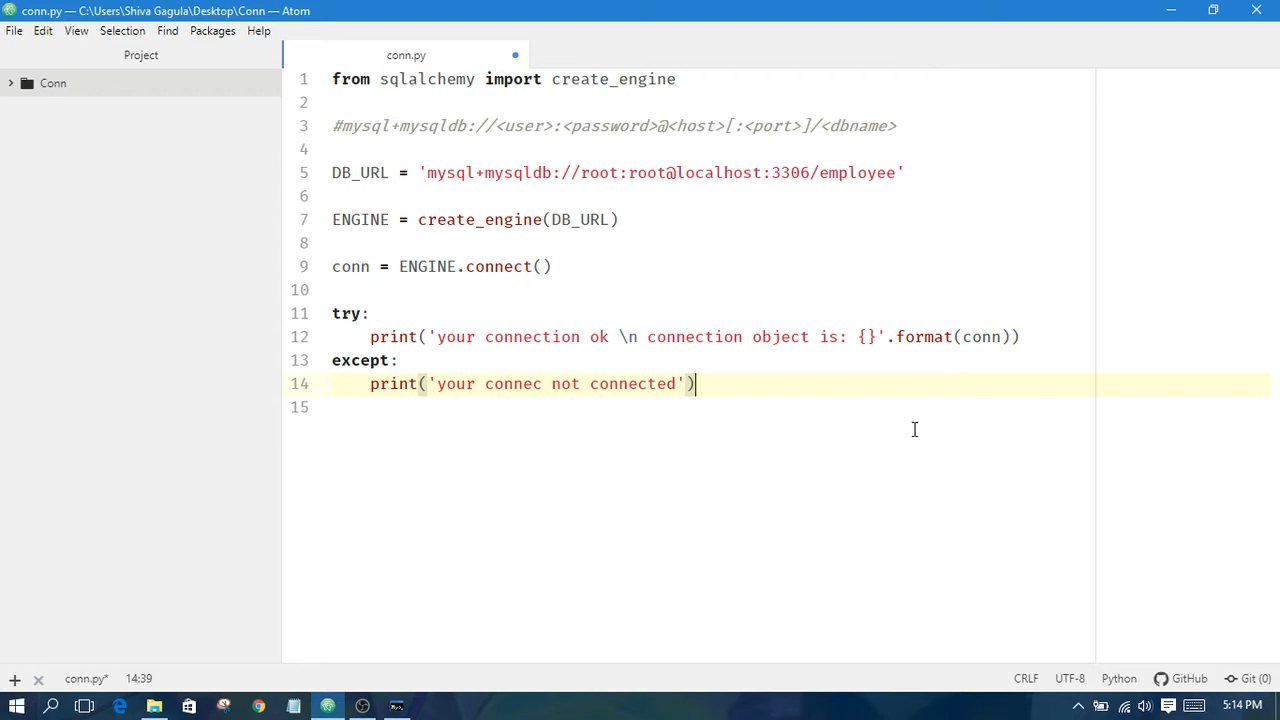 conn.py — C:\Users\Shiva Gagula\Desktop\Conn — Atom
File Edit View Selection Find Packages Help
Project
conn.py
Conn
1 from sqlalchemy import create_engine
2
3 #mysql+mysqldb://<user>:<password>@<host>[:<port>]/<dbname>
4
5 DB_URL = 'mysql+mysqldb://root:root@localhost:3306/employee'
6
7 ENGINE = create_engine(DB_URL)
8
9 conn = ENGINE.connect()
10
11 try:
12 print('your connection ok \n connection object is: {}'.format(conn))
13 except:
14 print('your connec not connected')
15
conn.py* 14:39 CRLF UTF-8 Python GitHub Git (0)
5:14 PM